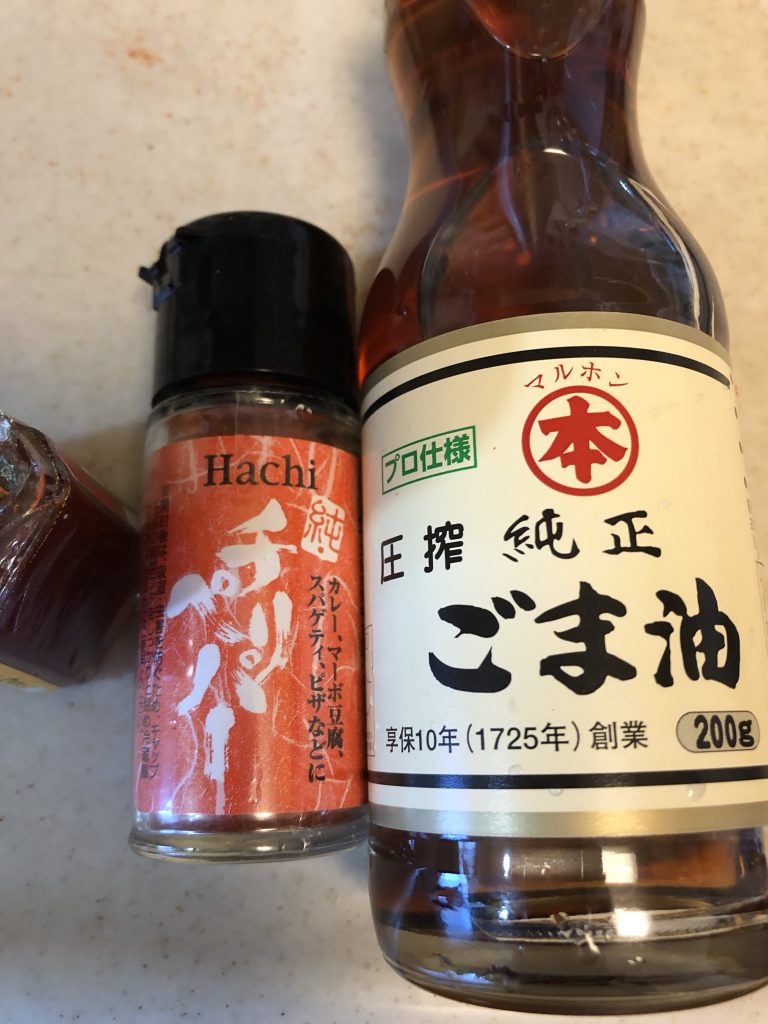 Hachi
純
チリペパー
カレー、マーボ豆腐、
スパゲティ、ピザなどに
マルホン
本
プロ仕様
圧搾 純正
ごま油
享保10年(1725年)創業
200g